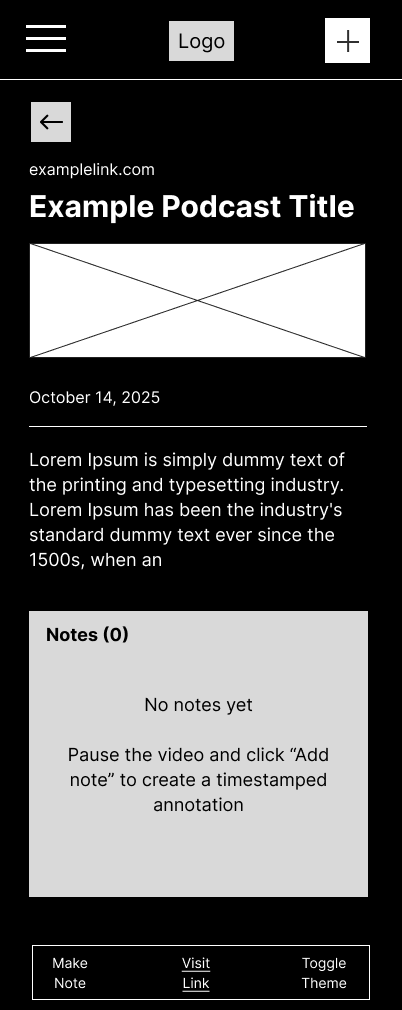 Logo
examplelink.com
Example Podcast Title
October 14, 2025
Lorem Ipsum is simply dummy text of
the printing and typesetting industry.
Lorem Ipsum has been the industry's
standard dummy text ever since the
1500s, when an
Notes (0)
No notes yet
Pause the video and click “Add
note” to create a timestamped
annotation
Make
Note
Visit
Link
Toggle
Theme